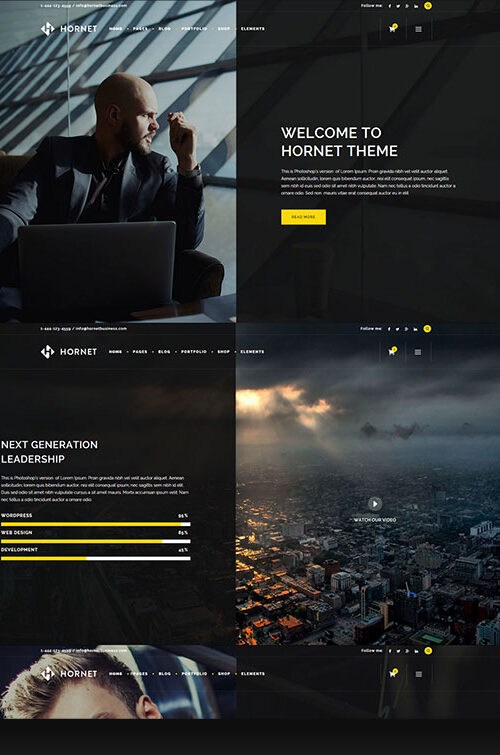 1-444-123-4559 / info@hornetbusiness.com
Follow me:
HORNET
HOME • PAGES • BLOG • PORTFOLIO • SHOP • ELEMENTS
WELCOME TO
HORNET THEME
This is Photoshop's version of Lorem Ipsum. Proin gravida nibh vel velit auctor aliquet.
Aenean sollicitudin, lorem quis bibendum auctor, nisi elit consequat ipsum, nec sagittis
sem nibh id elit. Duis sed odio sit amet nibh vulputate. Nam nec tellus a odio tincidunt auctor a
ornare odio. Sed non mauris vitae erat consequat auctor eu in elit.
READ MORE
1-444-123-4559 / info@hornetbusiness.com
Follow me:
HORNET
HOME • PAGES • BLOG • PORTFOLIO • SHOP • ELEMENTS
NEXT GENERATION
LEADERSHIP
This is Photoshop's version of Lorem Ipsum. Proin gravida nibh vel velit auctor
aliquet. Aenean sollicitudin, lorem quis bibendum auctor, nisi elit consequat
ipsum, nec sagittis sem nibh id elit.
Duis sed odio sit amet nibh vulputate cursus a sit amet mauris. Morbi accumsan ipsum velit. Nam
nec tellus a odio tincidunt auctor a ornare odio.
WORDPRESS 95%
WEB DESIGN 85%
DEVELOPMENT 45%
WATCH OUR VIDEO
1-444-123-4559 / info@hornetbusiness.com
Follow me:
HORNET
HOME • PAGES • BLOG • PORTFOLIO • SHOP • ELEMENTS